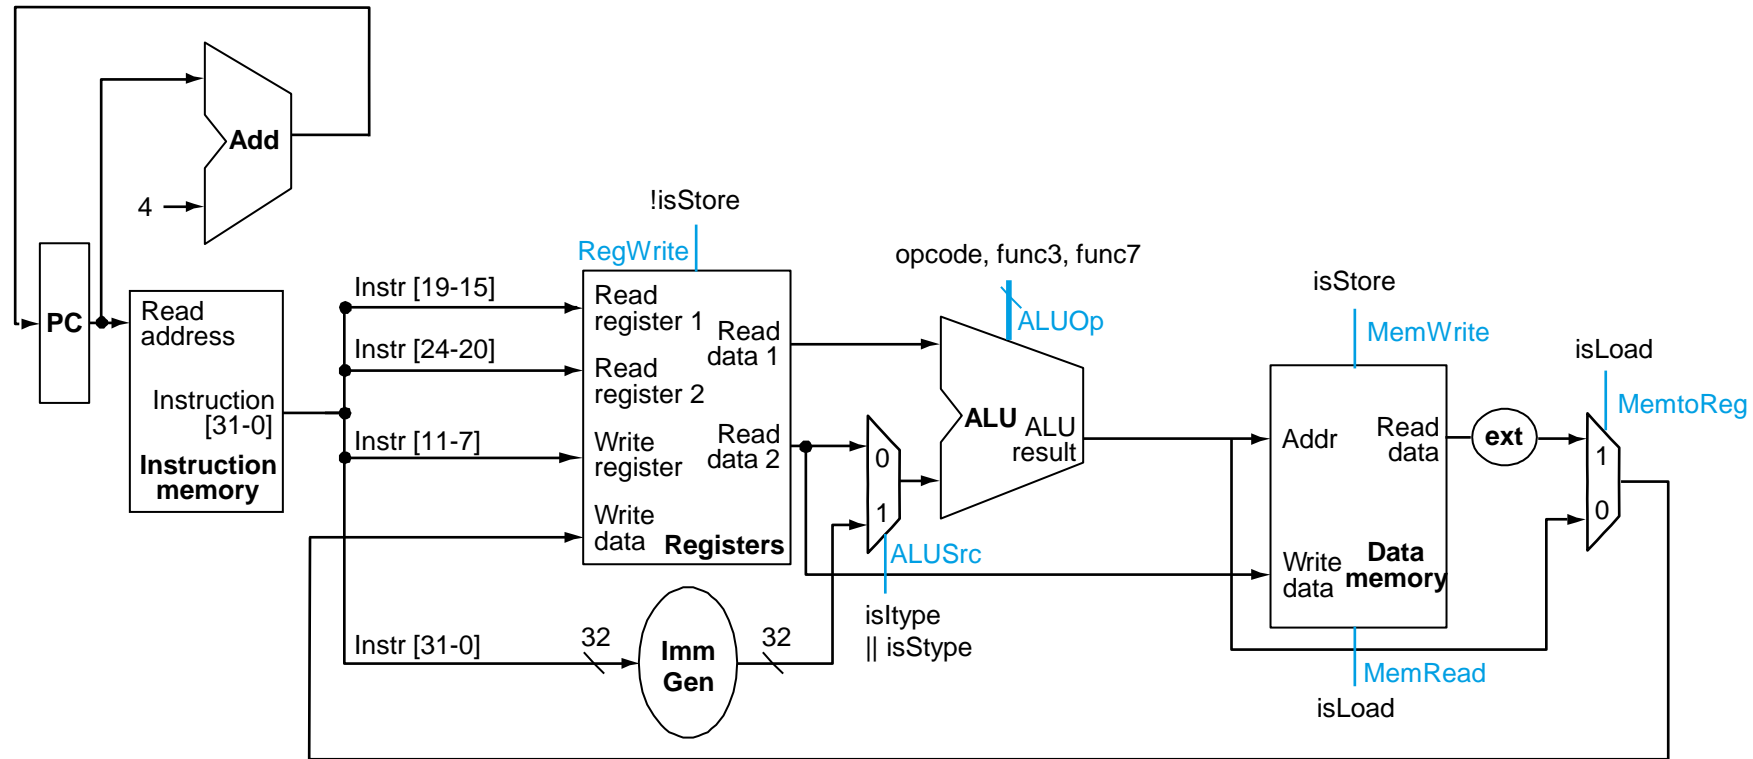 Add
4
PC
Read
address
Instruction
[31-0]
Instruction
memory
Instr [19-15]
Instr [24-20]
Instr [11-7]
Instr [31-0]
!isStore
RegWrite
Read
register 1
Read
register 2
Write
register
Write
data
Read
data 1
Read
data 2
Registers
32
Imm
Gen
32
0
1
ALUSrc
isItype
|| isStype
opcode, func3, func7
ALUOp
ALU
ALU
result
isStore
MemWrite
Addr
Read
data
Write
data
Data
memory
MemRead
isLoad
ext
isLoad
MemtoReg
1
0